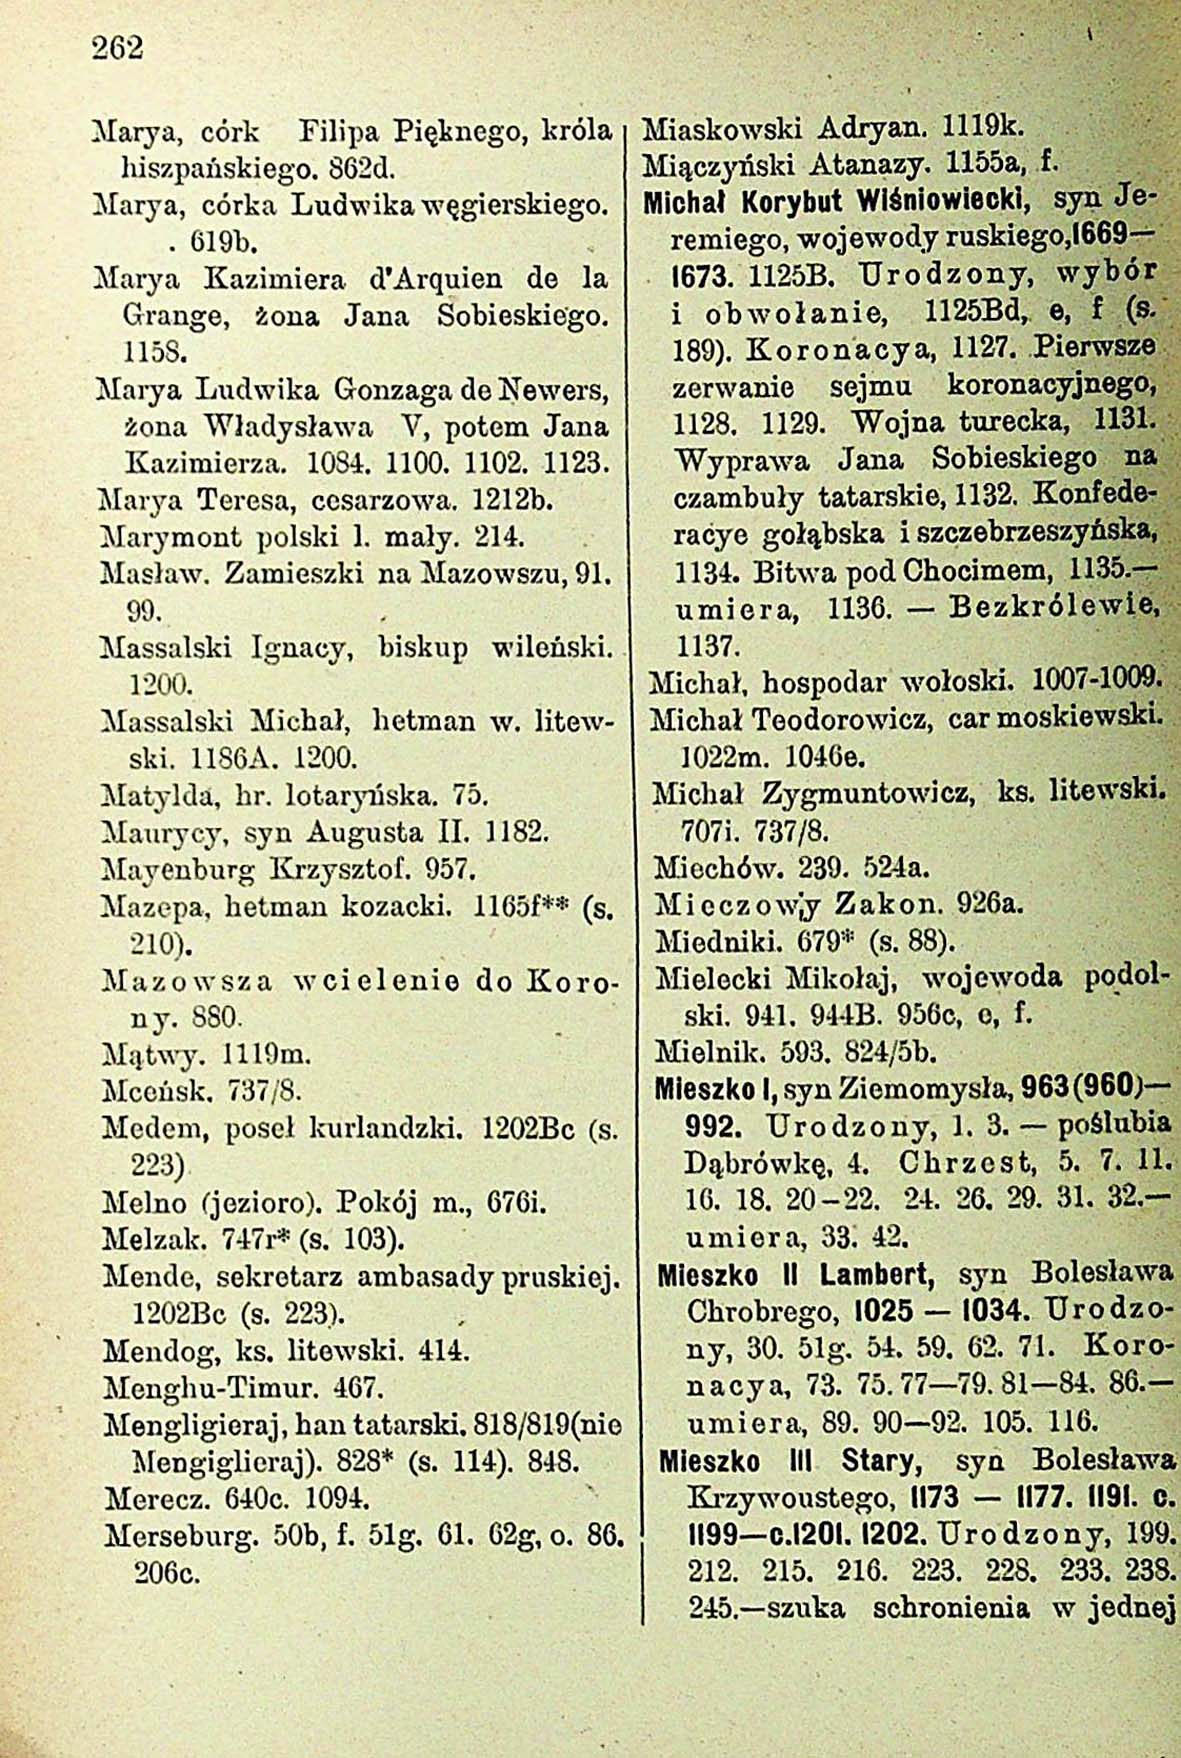 262
Marya, córk Filipa Pięknego, króla
hiszpańskiego. 862d.
Marya, córka Ludwika węgierskiego.
. 619b.
Marya Kazimiera d'Arquien de la
Grange, żona Jana Sobieskiego.
1158.
Marya Ludwika Gonzaga de Newers,
żona Władysława V, potem Jana
Kazimierza. 1084. 1100. 1102. 1123.
Marya Teresa, cesarzowa. 1212b.
Marymont polski l. mały. 214.
Masław. Zamieszki na Mazowszu, 91.
99.
Massalski Ignacy, biskup wileński.
1200.
Massalski Michał, hetman w. litew-
ski. 1186A. 1200.
Matylda, hr. lotaryńska. 75.
Maurycy, syn Augusta II. 1182.
Mayenburg Krzysztof. 957.
Mazepa, hetman kozacki. 1165f** (s.
210).
Mazowsza wcielenie do Koro-
ny. 880.
Mątwy. 1119m.
Mceńsk. 737/8.
Medem, poseł kurlandzki. 1202Bc (s.
223)
Melno (jezioro). Pokój m., 676i.
Melzak. 747r* (s. 103).
Mende, sekretarz ambasady pruskiej.
1202Bc (s. 223).
Mendog, ks. litewski. 414.
Menghu-Timur. 467.
Mengligieraj, han tatarski. 818/819(nie
Mengiglieraj). 828* (s. 114). 848.
Merecz. 640c. 1094.
Merseburg. 50b, f. 51g. 61. 62g, o. 86.
206c.
Miaskowski Adryan. 1119k.
Miączyński Atanazy. 1155a, f.
Michał Korybut Wiśniowiecki, syn Je-
remiego, wojewody ruskiego,1669—
1673. 1125B. Urodzony, wybór
i obwołanie, 1125Bd, e, f (s.
189). Koronacya, 1127. Pierwsze
zerwanie sejmu koronacyjnego,
1128. 1129. Wojna turecka, 1131.
Wyprawa Jana Sobieskiego na
czambuły tatarskie, 1132. Konfede-
racye gołąbska i szczebrzeszyńska,
1134. Bitwa pod Chocimem, 1135.—
umiera, 1136. — Bezkrólewie,
1137.
Michał, hospodar wołoski. 1007-1009.
Michał Teodorowicz, car moskiewski.
1022m. 1046e.
Michał Zygmuntowicz, ks. litewski.
707i. 737/8.
Miechów. 239. 524a.
Mieczowy Zakon. 926a.
Miedniki. 679* (s. 88).
Mielecki Mikołaj, wojewoda podol-
ski. 941. 944B. 956c, e, f.
Mielnik. 593. 824/5b.
Mieszko I, syn Ziemomysła, 963(960)—
992. Urodzony, l. 3. — poślubia
Dąbrówkę, 4. Chrzest, 5. 7. 11.
16. 18. 20-22. 24. 26. 29. 31. 32.—
umiera, 33. 42.
Mieszko II Lambert, syn Bolesława
Chrobrego, 1025 — 1034. Urodzo-
ny, 30. 51g. 54. 59. 62. 71. Koro-
nacya, 73. 75. 77—79. 81—84. 86.—
umiera, 89. 90—92. 105. 116.
Mieszko III Stary, syn Bolesława
Krzywoustego, 1173 — 1177. 1191. c.
1199—c.1201. 1202. Urodzony, 199.
212. 215. 216. 223. 228. 233. 238.
245.—szuka schronienia w jednej